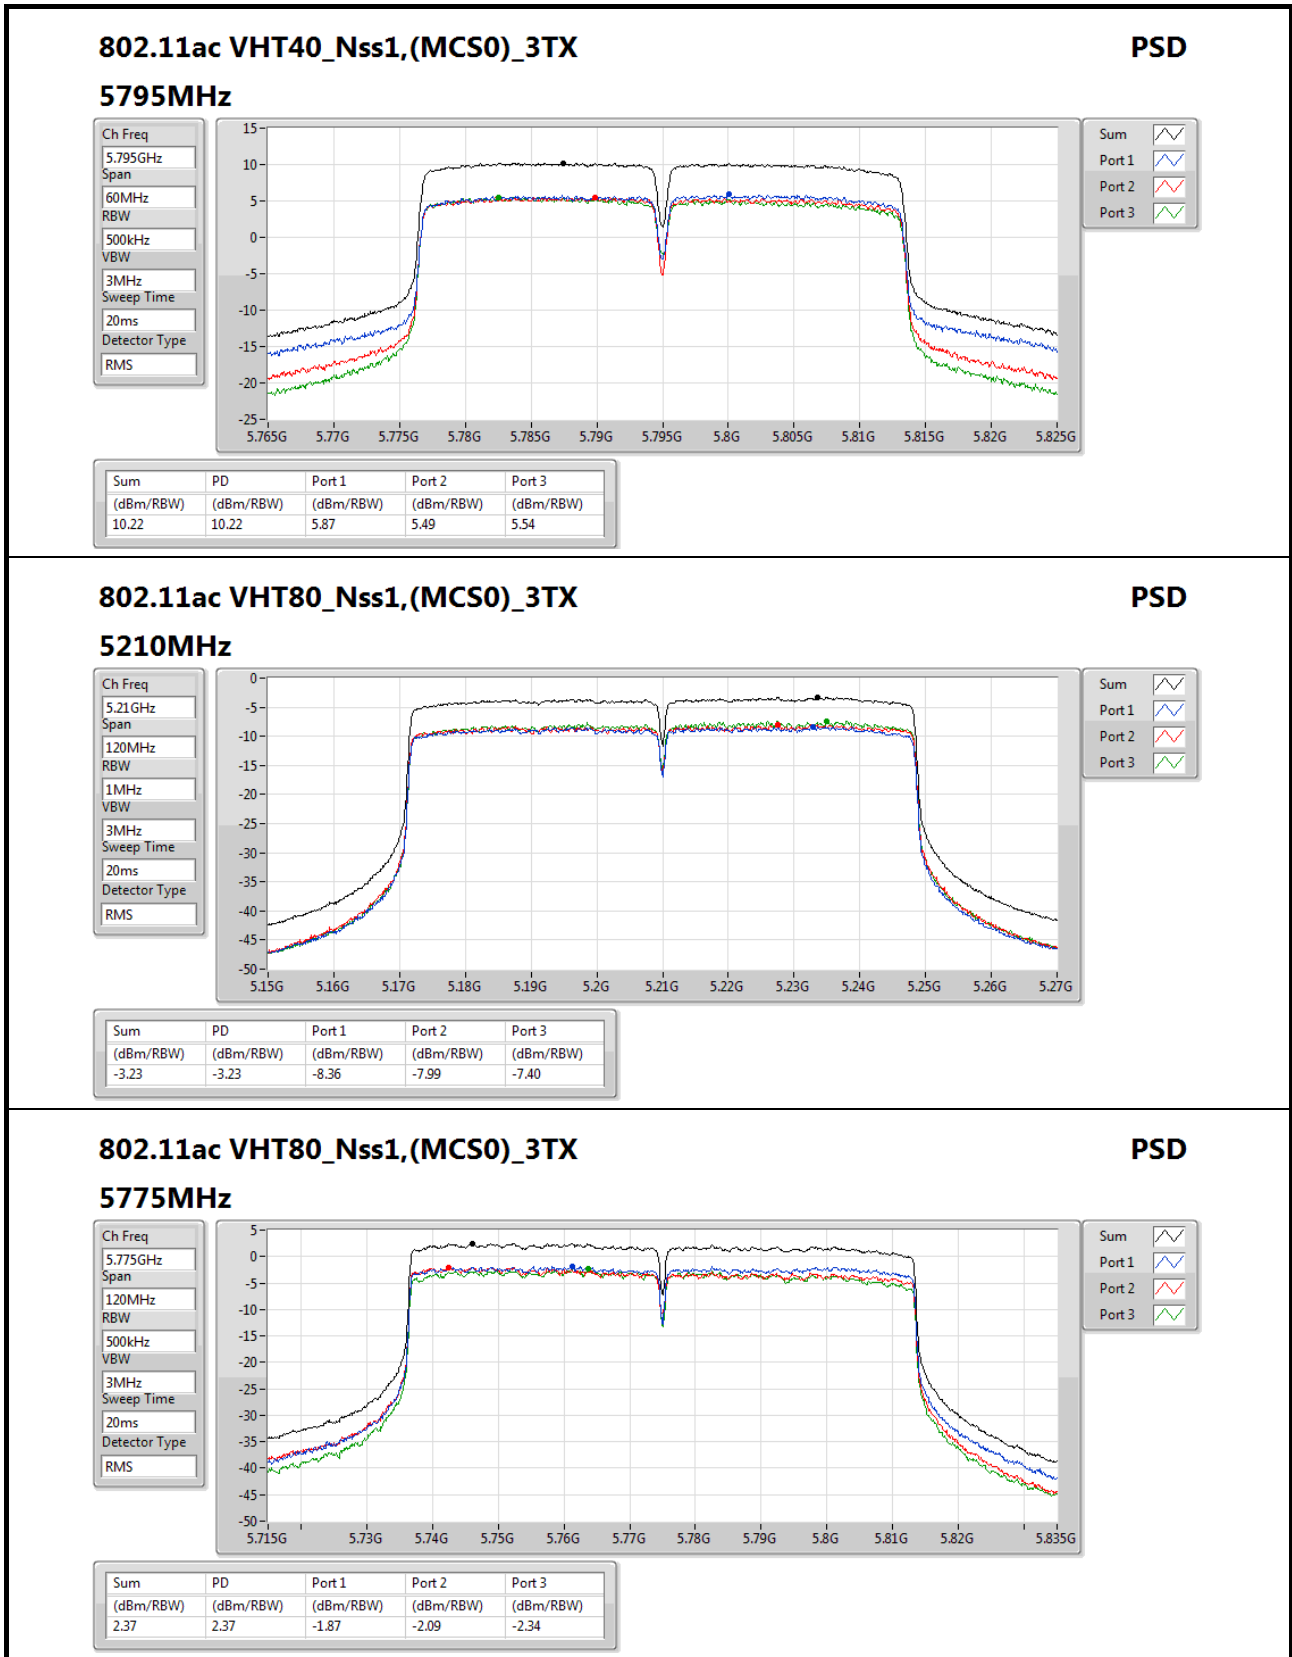 802.11ac VHT40_Nss1,(MCS0)_3TX PSD
5795MHz
Ch Freq
5.795GHz
Span
60MHz
RBW
500kHz
VBW
3MHz
Sweep Time
20ms
Detector Type
RMS
15
10
5
0
-5
-10
-15
-20
-25
5.765G 5.77G 5.775G 5.78G 5.785G 5.79G 5.795G 5.8G 5.805G 5.81G 5.815G 5.82G 5.825G
Sum
Port 1
Port 2
Port 3
Sum PD Port 1 Port 2 Port 3
(dBm/RBW) (dBm/RBW) (dBm/RBW) (dBm/RBW) (dBm/RBW)
10.22 10.22 5.87 5.49 5.54
802.11ac VHT80_Nss1,(MCS0)_3TX PSD
5210MHz
Ch Freq
5.21GHz
Span
120MHz
RBW
1MHz
VBW
3MHz
Sweep Time
20ms
Detector Type
RMS
0
-5
-10
-15
-20
-25
-30
-35
-40
-45
-50
5.15G 5.16G 5.17G 5.18G 5.19G 5.2G 5.21G 5.22G 5.23G 5.24G 5.25G 5.26G 5.27G
Sum
Port 1
Port 2
Port 3
Sum PD Port 1 Port 2 Port 3
(dBm/RBW) (dBm/RBW) (dBm/RBW) (dBm/RBW) (dBm/RBW)
-3.23 -3.23 -8.36 -7.99 -7.40
802.11ac VHT80_Nss1,(MCS0)_3TX PSD
5775MHz
Ch Freq
5.775GHz
Span
120MHz
RBW
500kHz
VBW
3MHz
Sweep Time
20ms
Detector Type
RMS
5
0
-5
-10
-15
-20
-25
-30
-35
-40
-45
-50
5.715G 5.73G 5.74G 5.75G 5.76G 5.77G 5.78G 5.79G 5.8G 5.81G 5.82G 5.835G
Sum
Port 1
Port 2
Port 3
Sum PD Port 1 Port 2 Port 3
(dBm/RBW) (dBm/RBW) (dBm/RBW) (dBm/RBW) (dBm/RBW)
2.37 2.37 -1.87 -2.09 -2.34